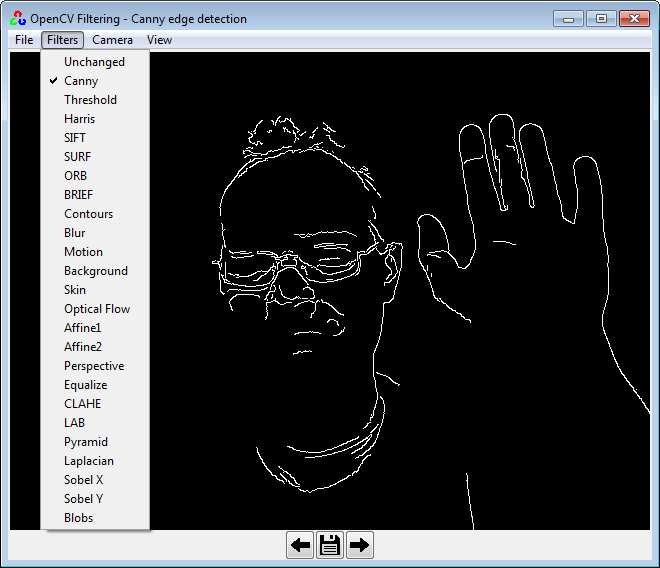 OpenCV Filtering - Canny edge detection
File Filters Camera View
Unchanged
Canny
Threshold
Harris
SIFT
SURF
ORB
BRIEF
Contours
Blur
Motion
Background
Skin
Optical Flow
Affine1
Affine2
Perspective
Equalize
CLAHE
LAB
Pyramid
Laplacian
Sobel X
Sobel Y
Blobs